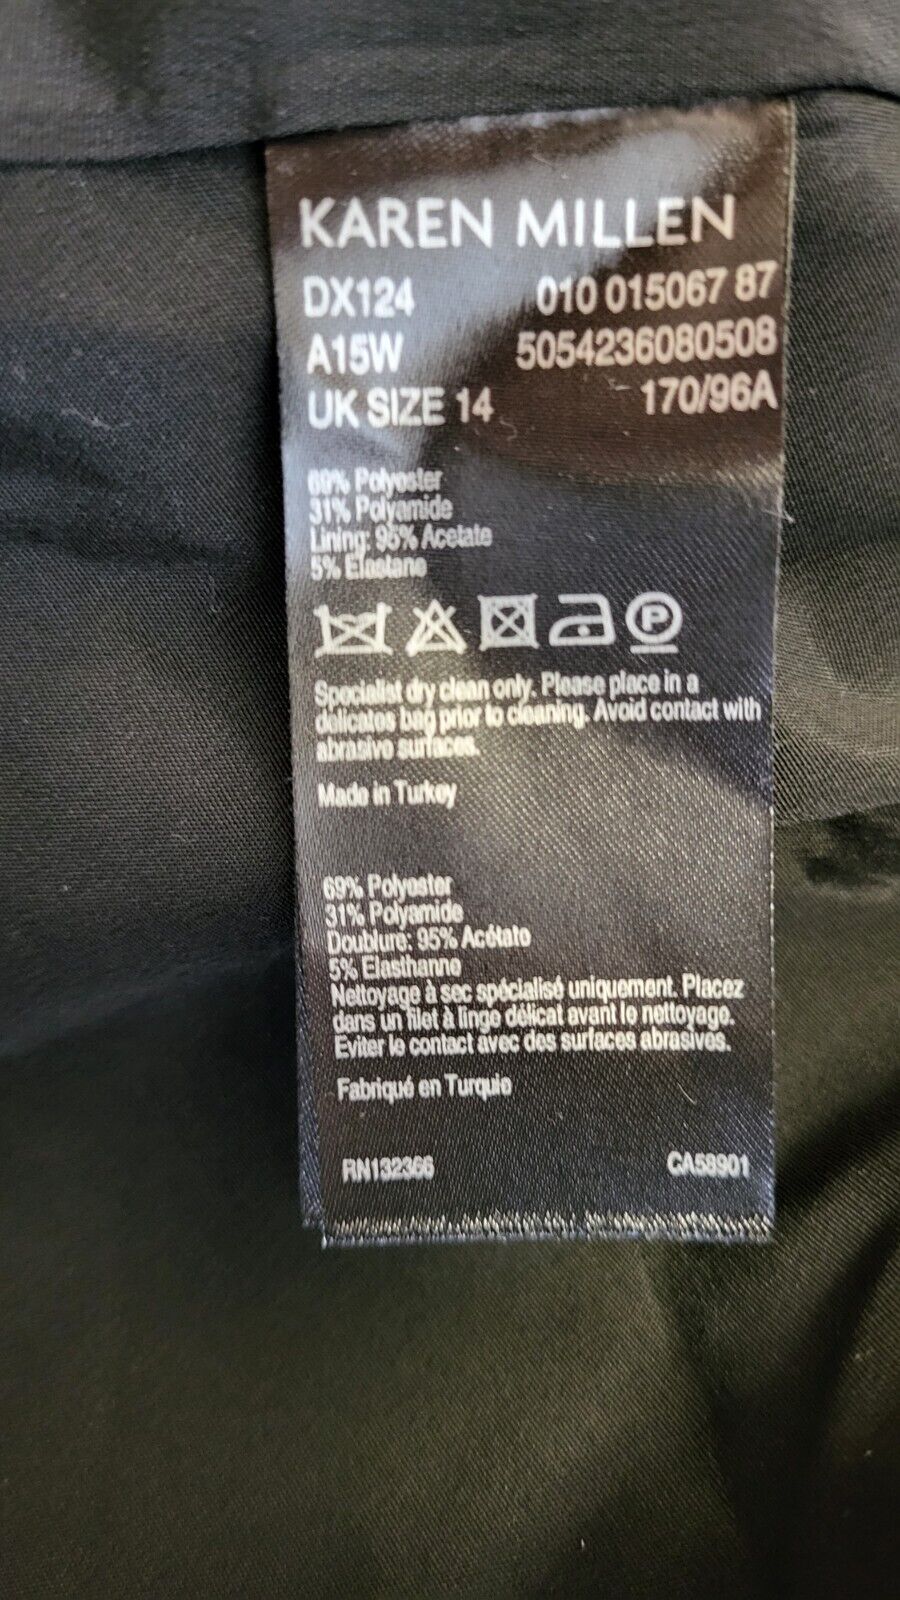 KAREN MILLEN
DX124 010 015067 87
A15W 5054236080508
UK SIZE 14 170/96A
69% Polyester
31% Polyamide
Lining: 95% Acetate
5% Elastane
P
Specialist dry clean only. Please place in a
delicates bag prior to cleaning. Avoid contact with
abrasive surfaces.
Made in Turkey
69% Polyester
31% Polyamide
Doublure: 95% Acétate
5% Elasthanne
Nettoyage à sec spécialisé uniquement. Placez
dans un filet à linge délicat avant le nettoyage.
Eviter le contact avec des surfaces abrasives.
Fabriqué en Turquie
RN132366 CA58901